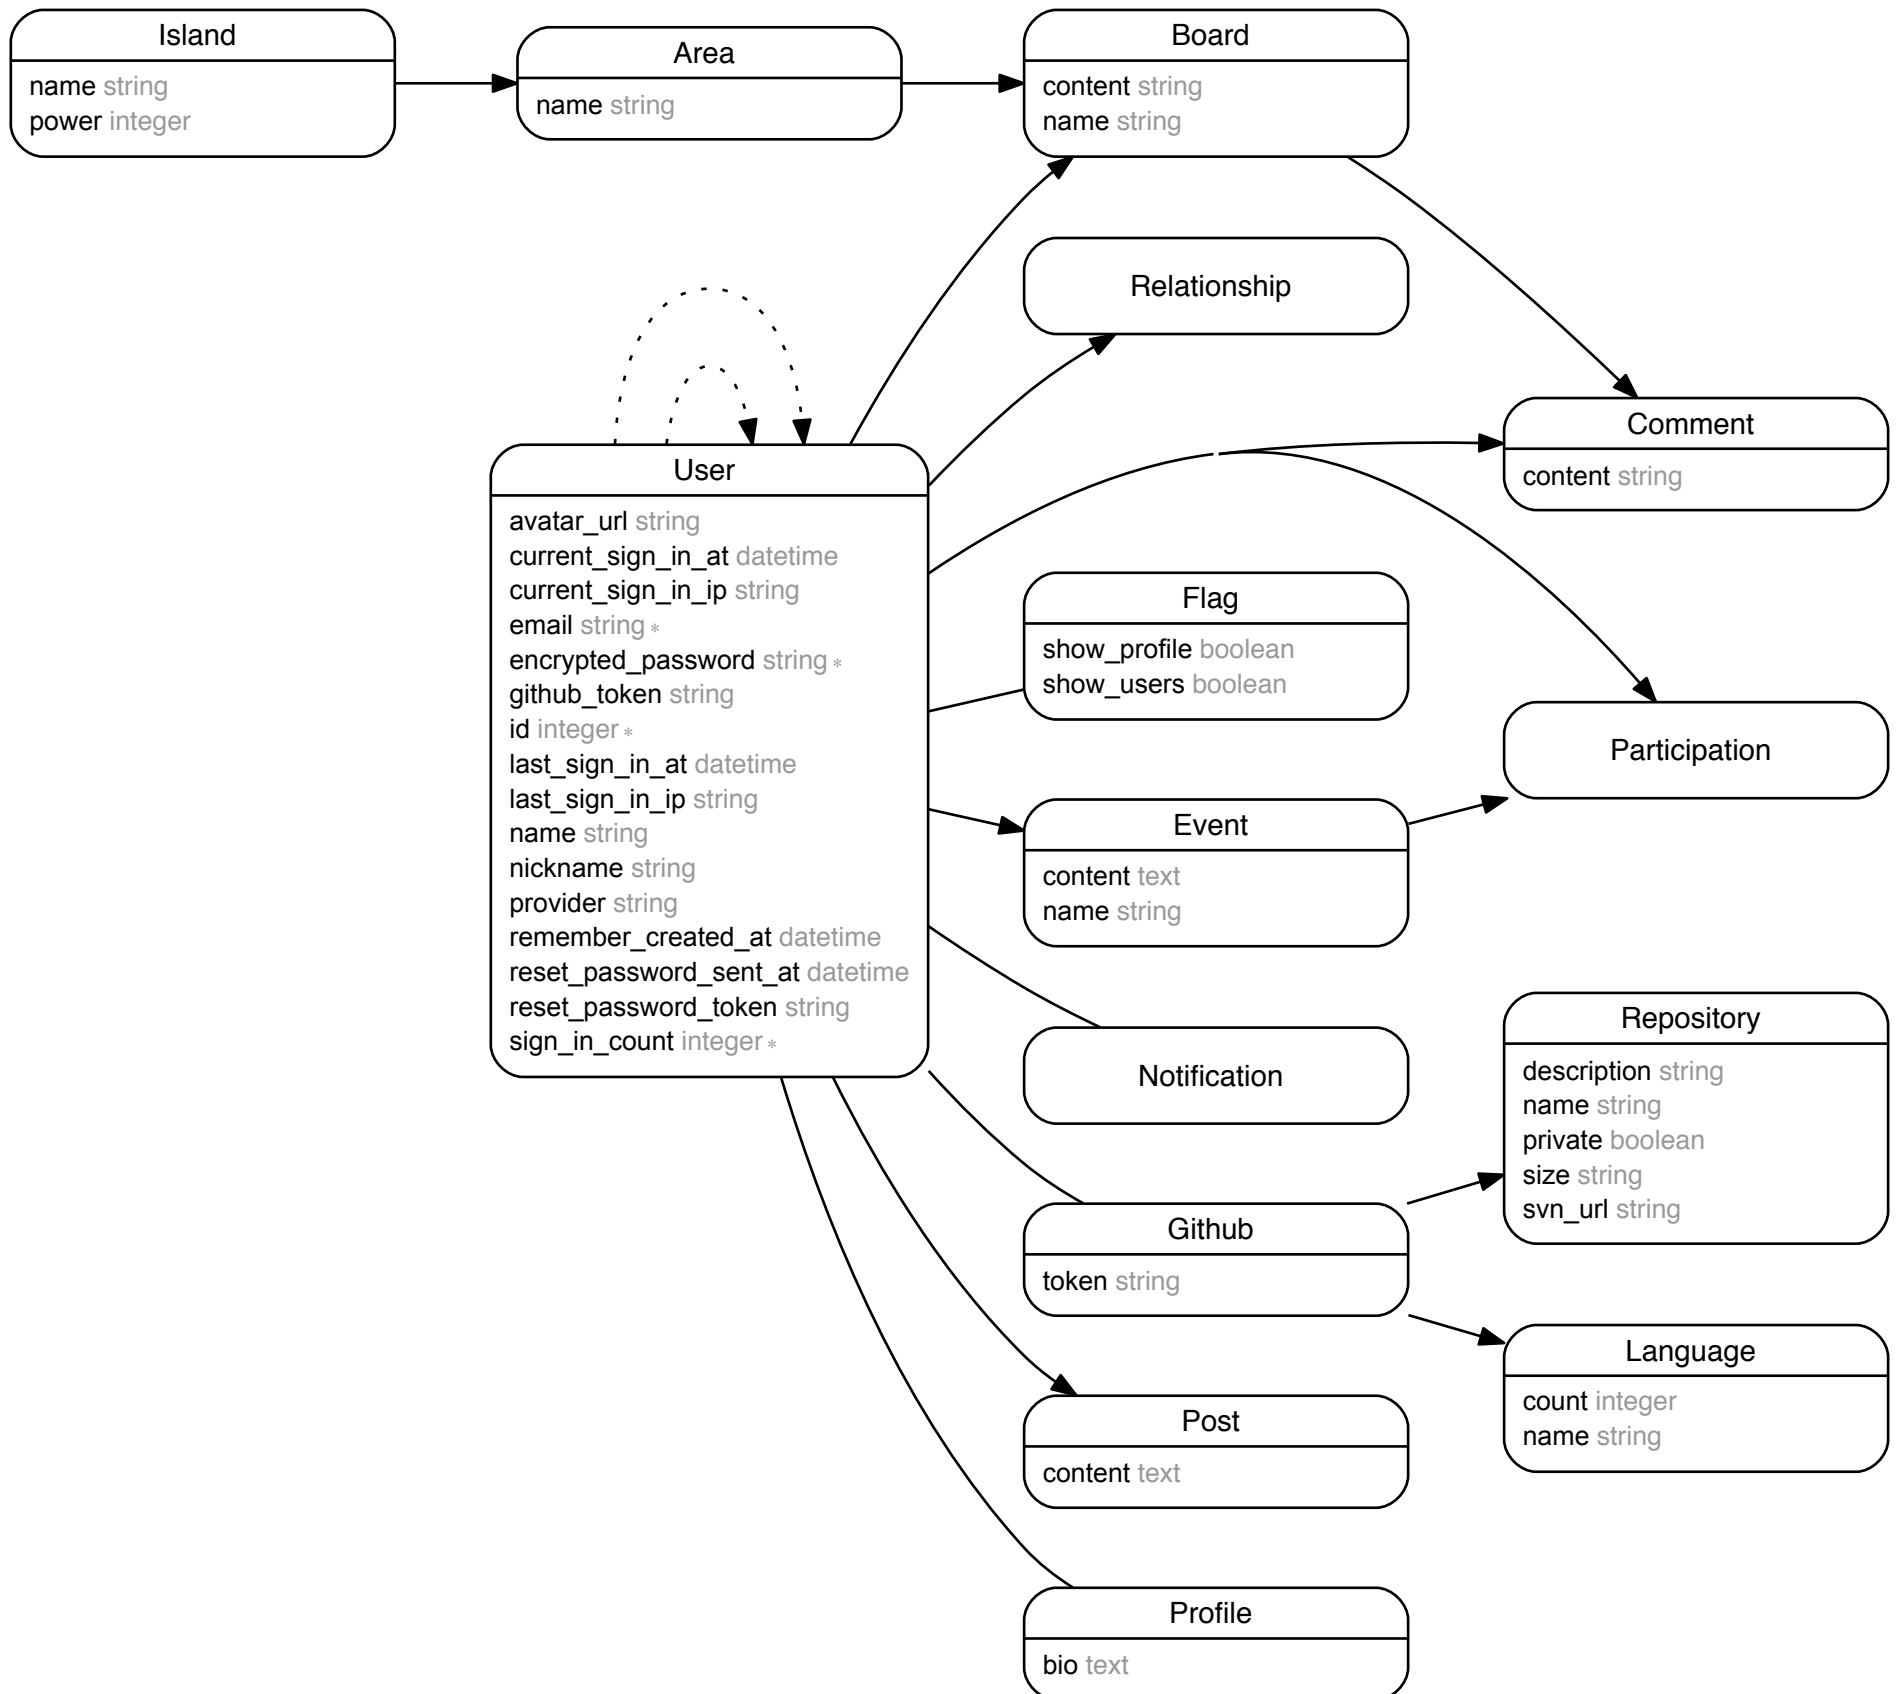 Island
name string
power integer
Area
name string
Board
content string
name string
Relationship
Comment
content string
User
avatar_url string
current_sign_in_at datetime
current_sign_in_ip string
email string *
encrypted_password string *
github_token string
id integer *
last_sign_in_at datetime
last_sign_in_ip string
name string
nickname string
provider string
remember_created_at datetime
reset_password_sent_at datetime
reset_password_token string
sign_in_count integer *
Flag
show_profile boolean
show_users boolean
Participation
Event
content text
name string
Notification
Repository
description string
name string
private boolean
size string
svn_url string
Github
token string
Language
count integer
name string
Post
content text
Profile
bio text